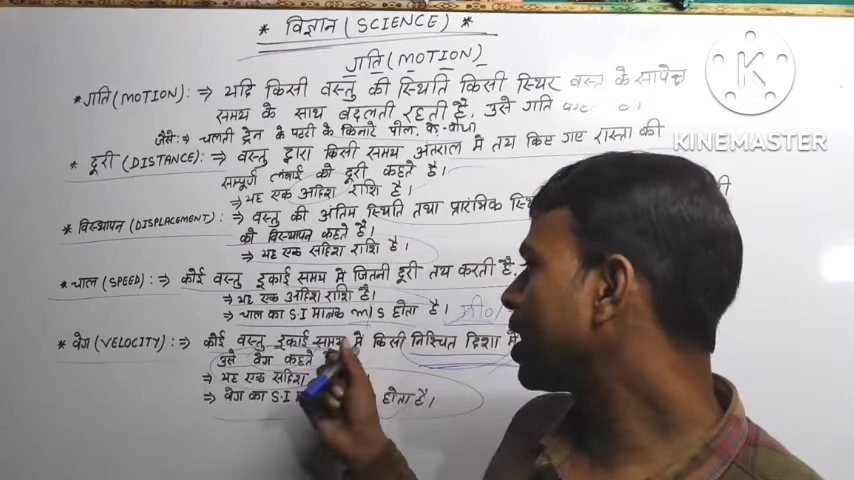 * विज्ञान (SCIENCE) *
गति (MOTION)
* गति (MOTION) : ⇒ यदि किसी वस्तु की स्थिति किसी स्थिर वस्तु के सापेक्ष
समय के साथ बदलती रहती है, उसे गति
जैसे :⇒ चलती ट्रेन के पटरी के किनारे पोल, पेड़-पौधा
* दूरी (DISTANCE) : ⇒ वस्तु द्वारा किसी समय अंतराल में तय किए गए रास्ता की
सम्पूर्ण लंबाई को दूरी कहते है।
⇒ यह एक अदिश राशि है।
* विस्थापन (DISPLACEMENT) : ⇒ वस्तु की अंतिम स्थिति तथा प्रारंभिक की
को विस्थापन कहते है।
⇒ यह एक सदिश राशि है।
* चाल (SPEED) : ⇒ कोई वस्तु इकाई समय में जितनी दूरी तय करती है.
⇒ यह एक अदिश राशि है।
⇒ चाल का S.I मात्रक m/s होता है।
* वेग (VELOCITY) : ⇒ कोई वस्तु इकाई समय में किसी निश्चित दिशा में
उसे वेग कहते
⇒ यह एक सदिश
⇒ वेग का S.I होता है।
K
KINEMASTER